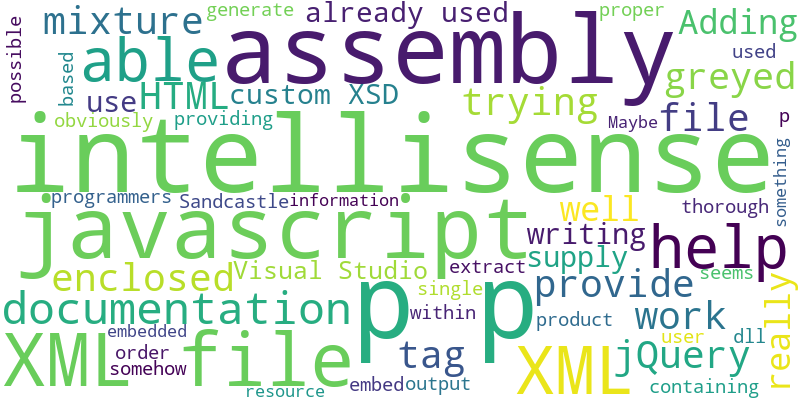 generate already used proper
possible mixture assembly Adding
based able used
use HTML custom XSD trying greyed
obviously providing Maybe file p
intellisense something
programmers Sandcastle information thorough
javascript well writing help
enclosed Visual Studio extract supply seems
documentation p p single provide really
XML file embedded within product work
order somehow tag XML jQuery user dll
resource embed output containing